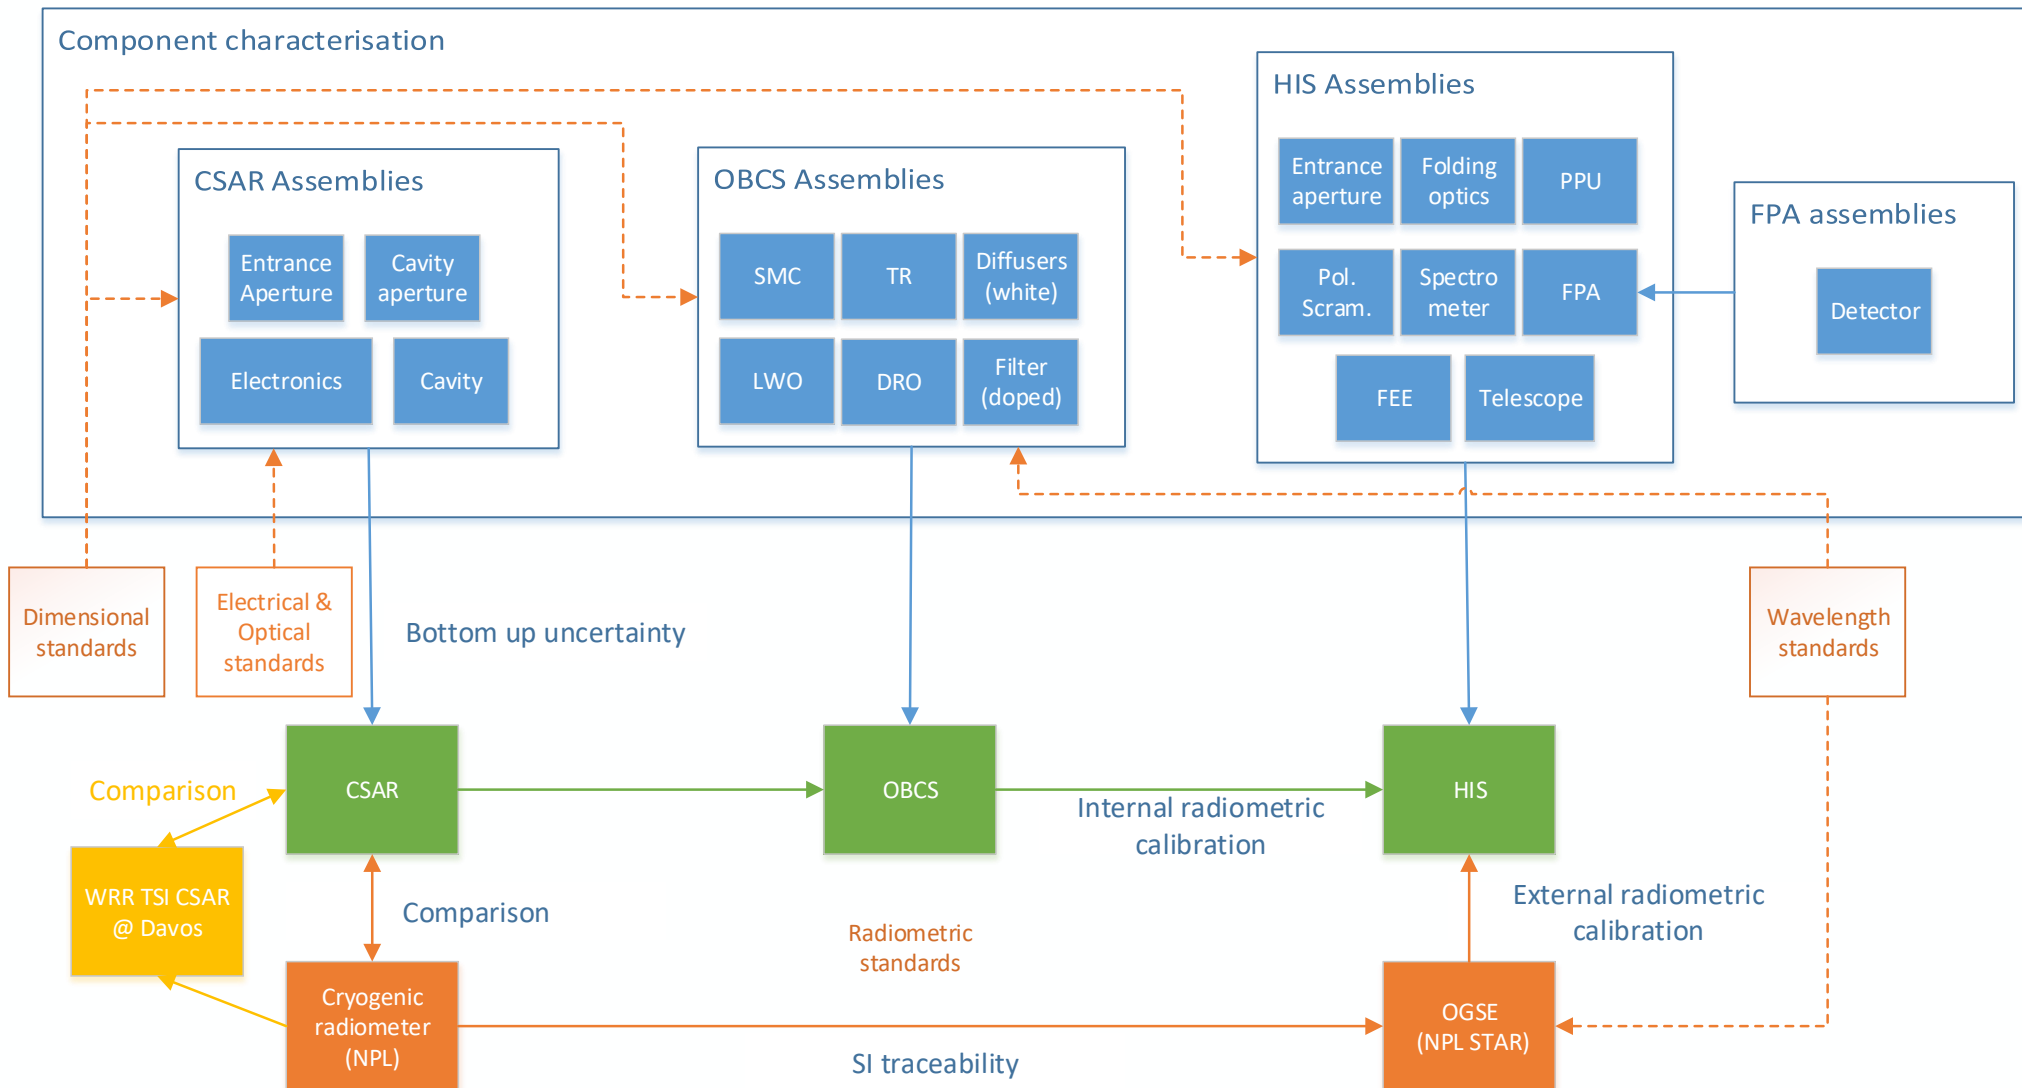 Component characterisation
HIS Assemblies
Entrance
aperture
Folding
optics
PPU
Pol.
Scram.
Spectro
meter
FPA
FEE
Telescope
CSAR Assemblies
Entrance
Aperture
Cavity
aperture
Electronics
Cavity
OBCS Assemblies
SMC
TR
Diffusers
(white)
LWO
DRO
Filter
(doped)
FPA assemblies
Detector
Dimensional
standards
Electrical &
Optical
standards
Bottom up uncertainty
Wavelength
standards
Comparison
CSAR
OBCS
Internal radiometric
calibration
HIS
WRR TSI CSAR
@ Davos
Comparison
Radiometric
standards
External radiometric
calibration
Cryogenic
radiometer
(NPL)
SI traceability
OGSE
(NPL STAR)